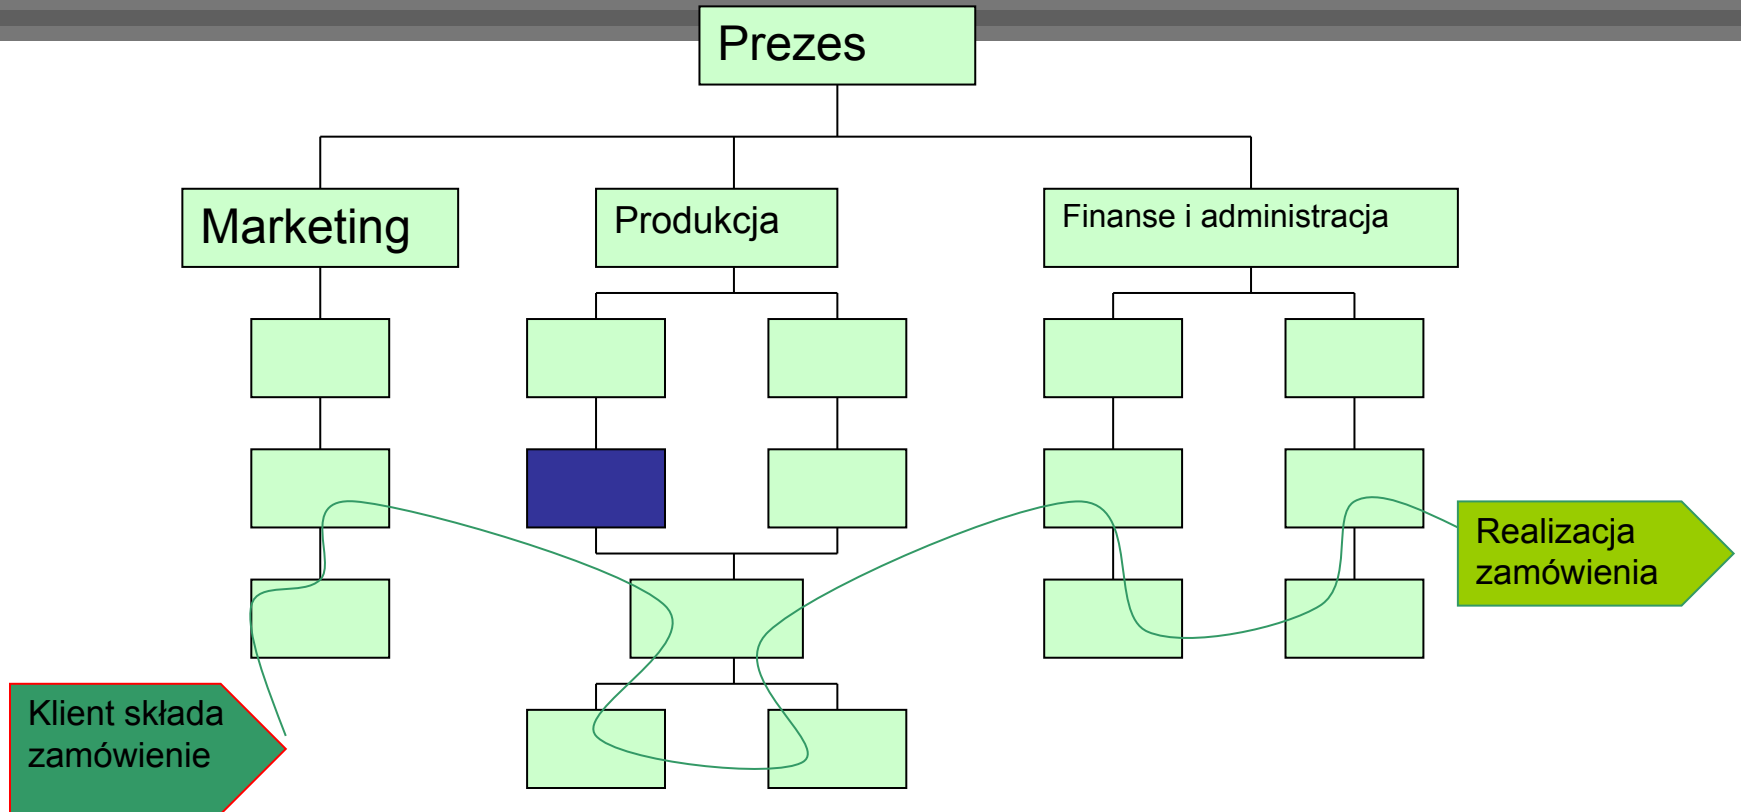 Prezes
Marketing
Produkcja
Finanse i administracja
Realizacja
zamówienia
Klient składa
zamówienie